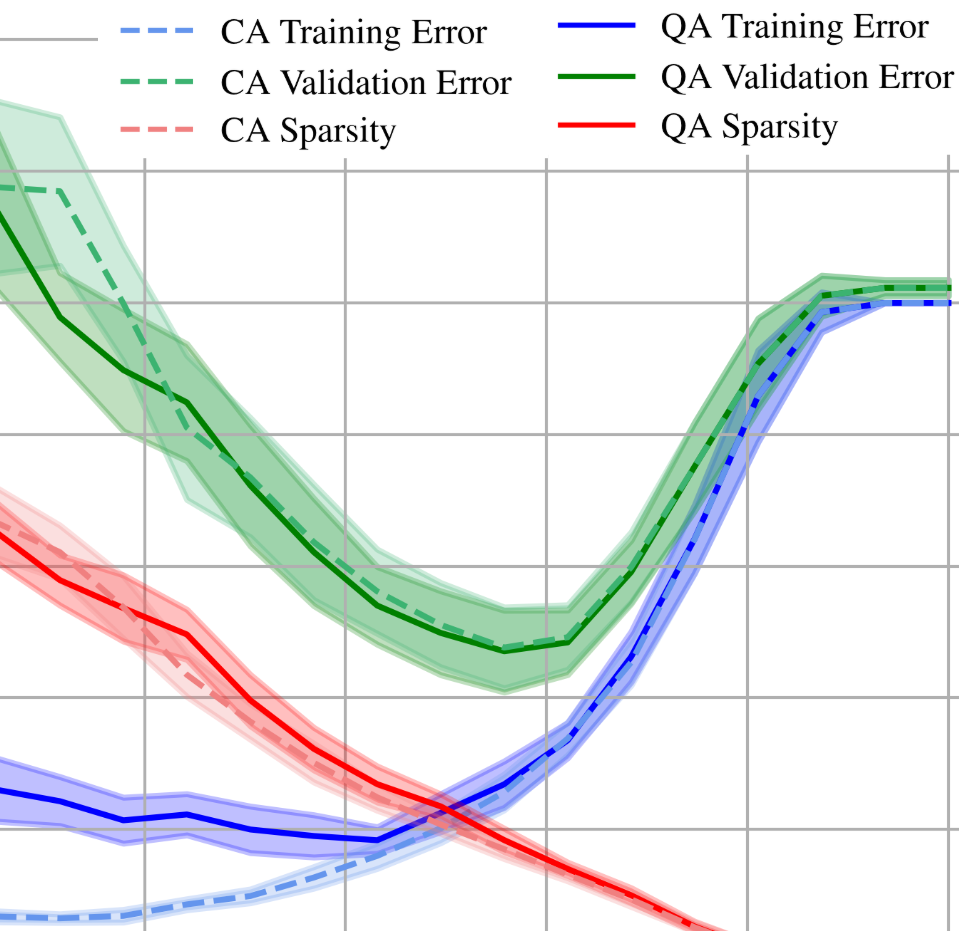 CA Training Error
CA Validation Error
CA Sparsity
QA Training Error
QA Validation Error
QA Sparsity